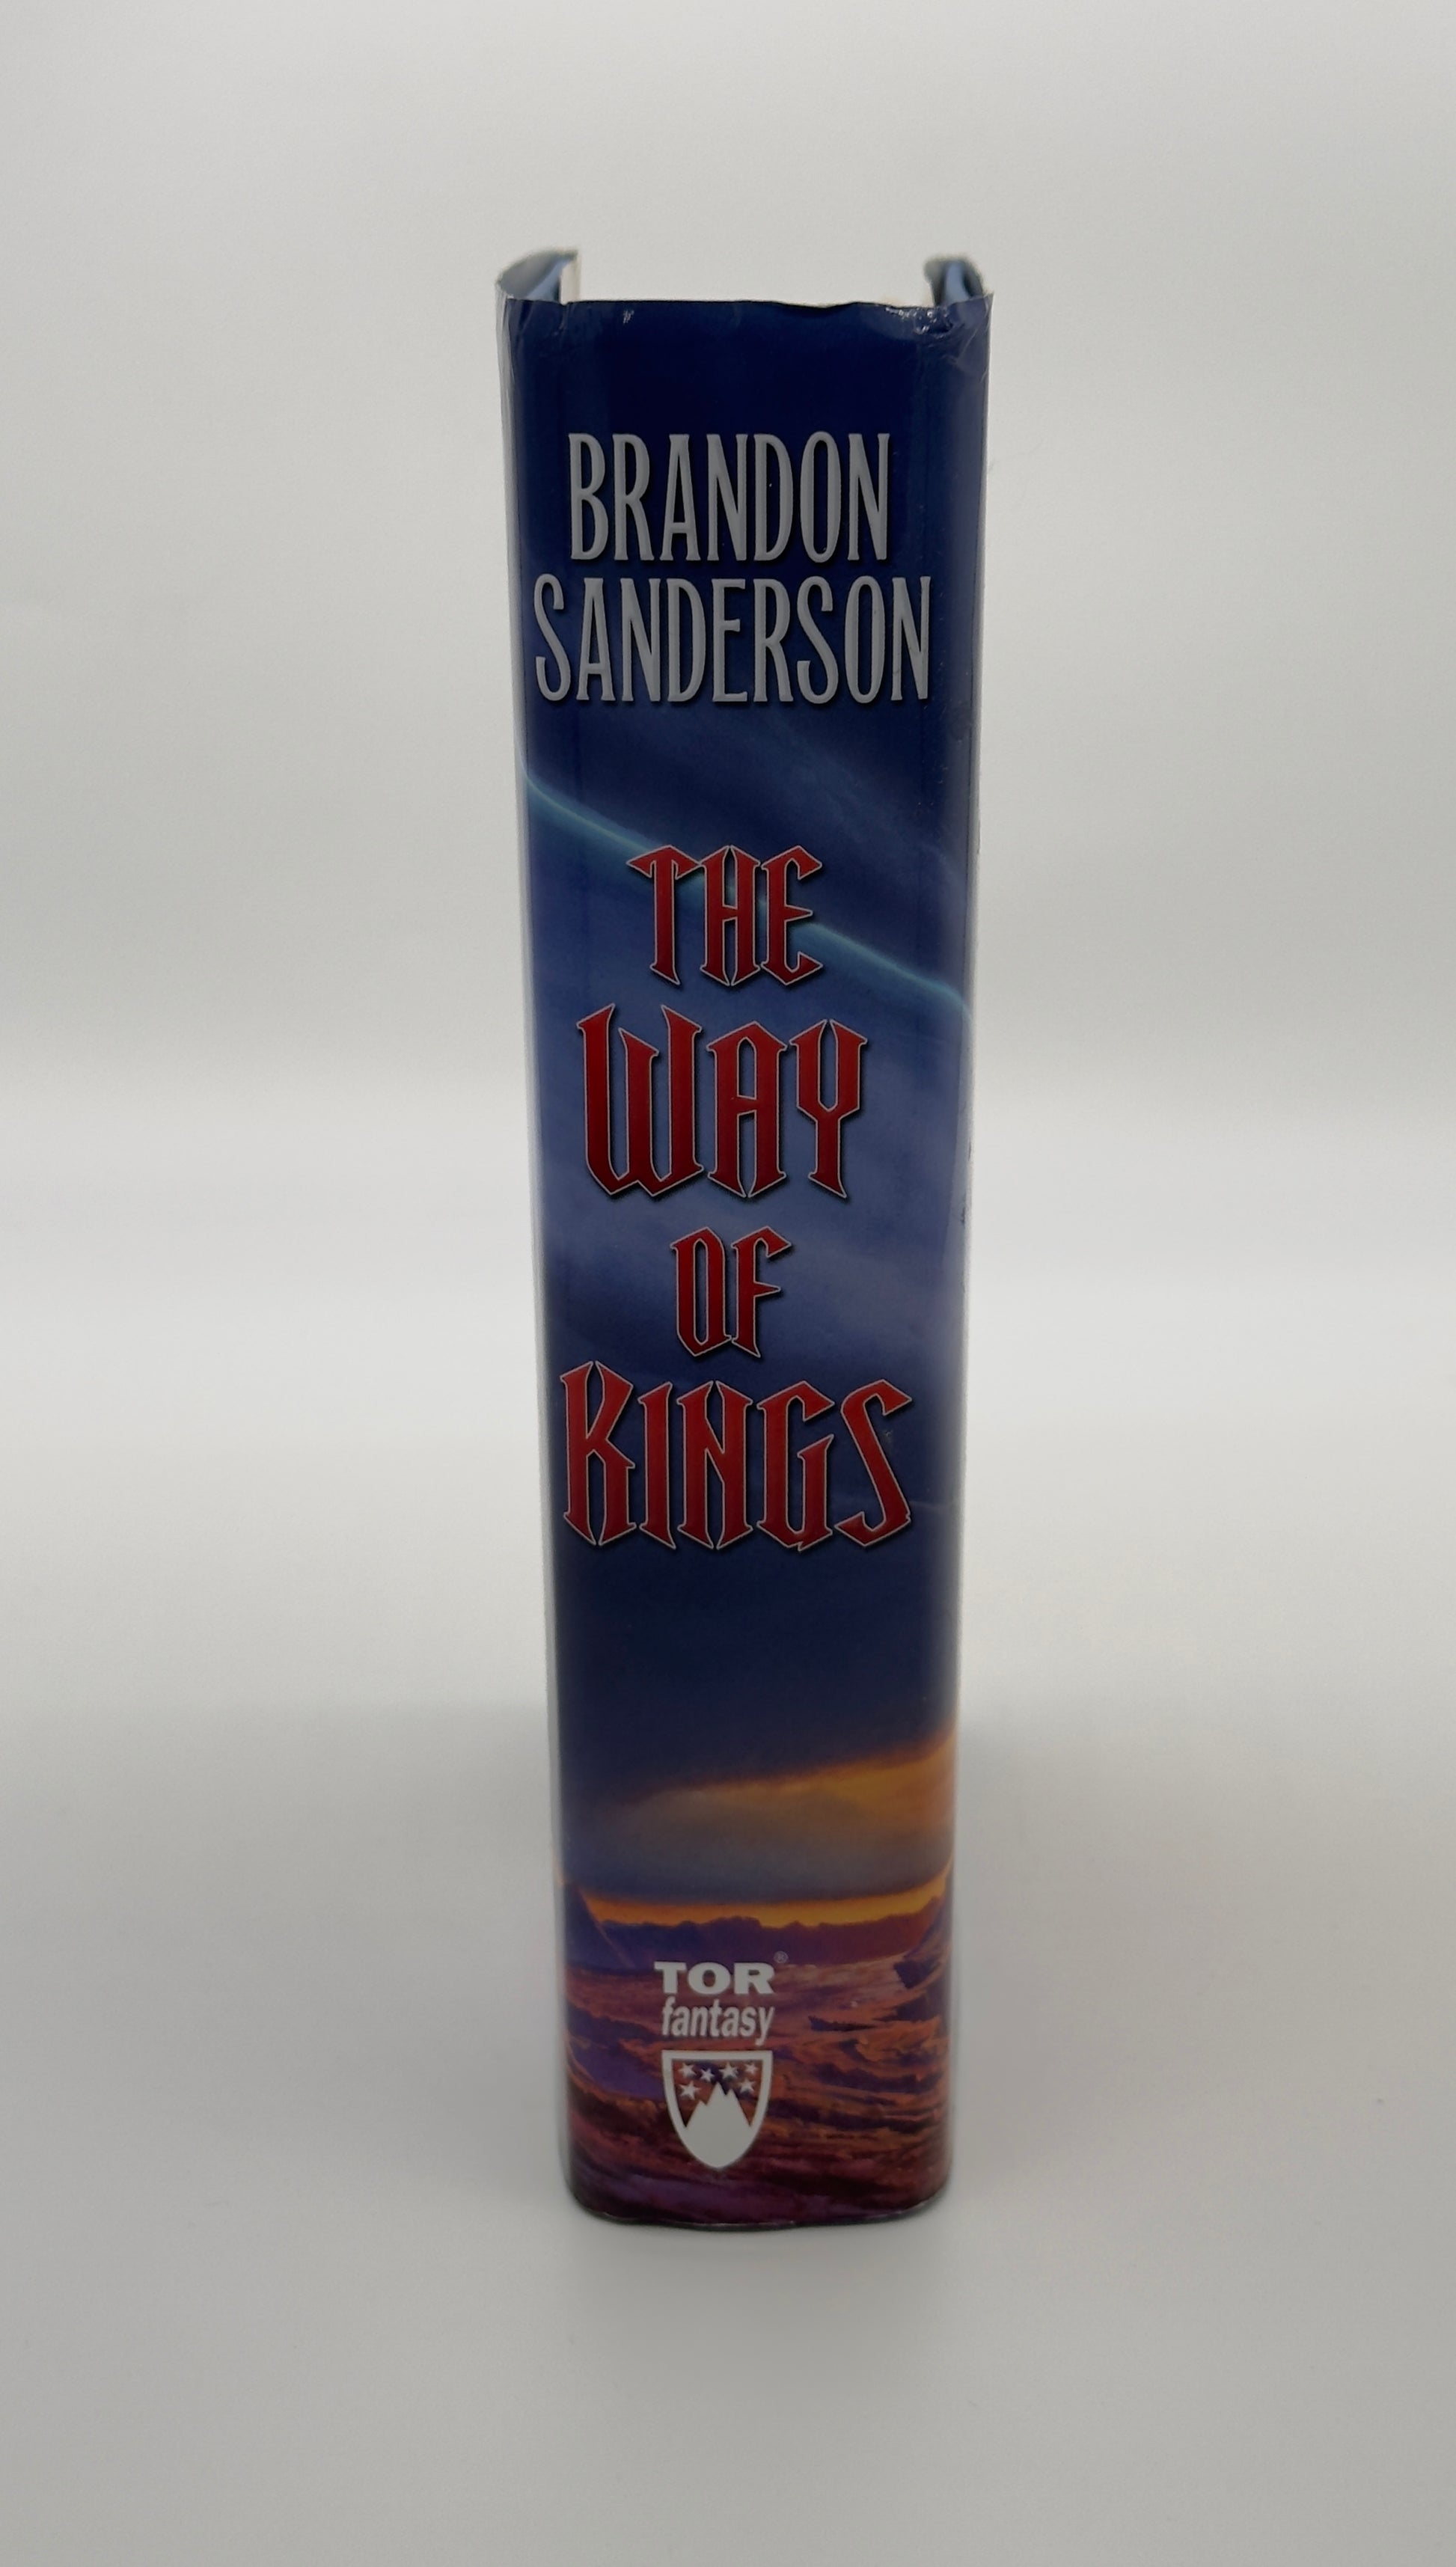 BRANDON
SANDERSON
THE
WAY
OF
KINGS
TOR®
fantasy